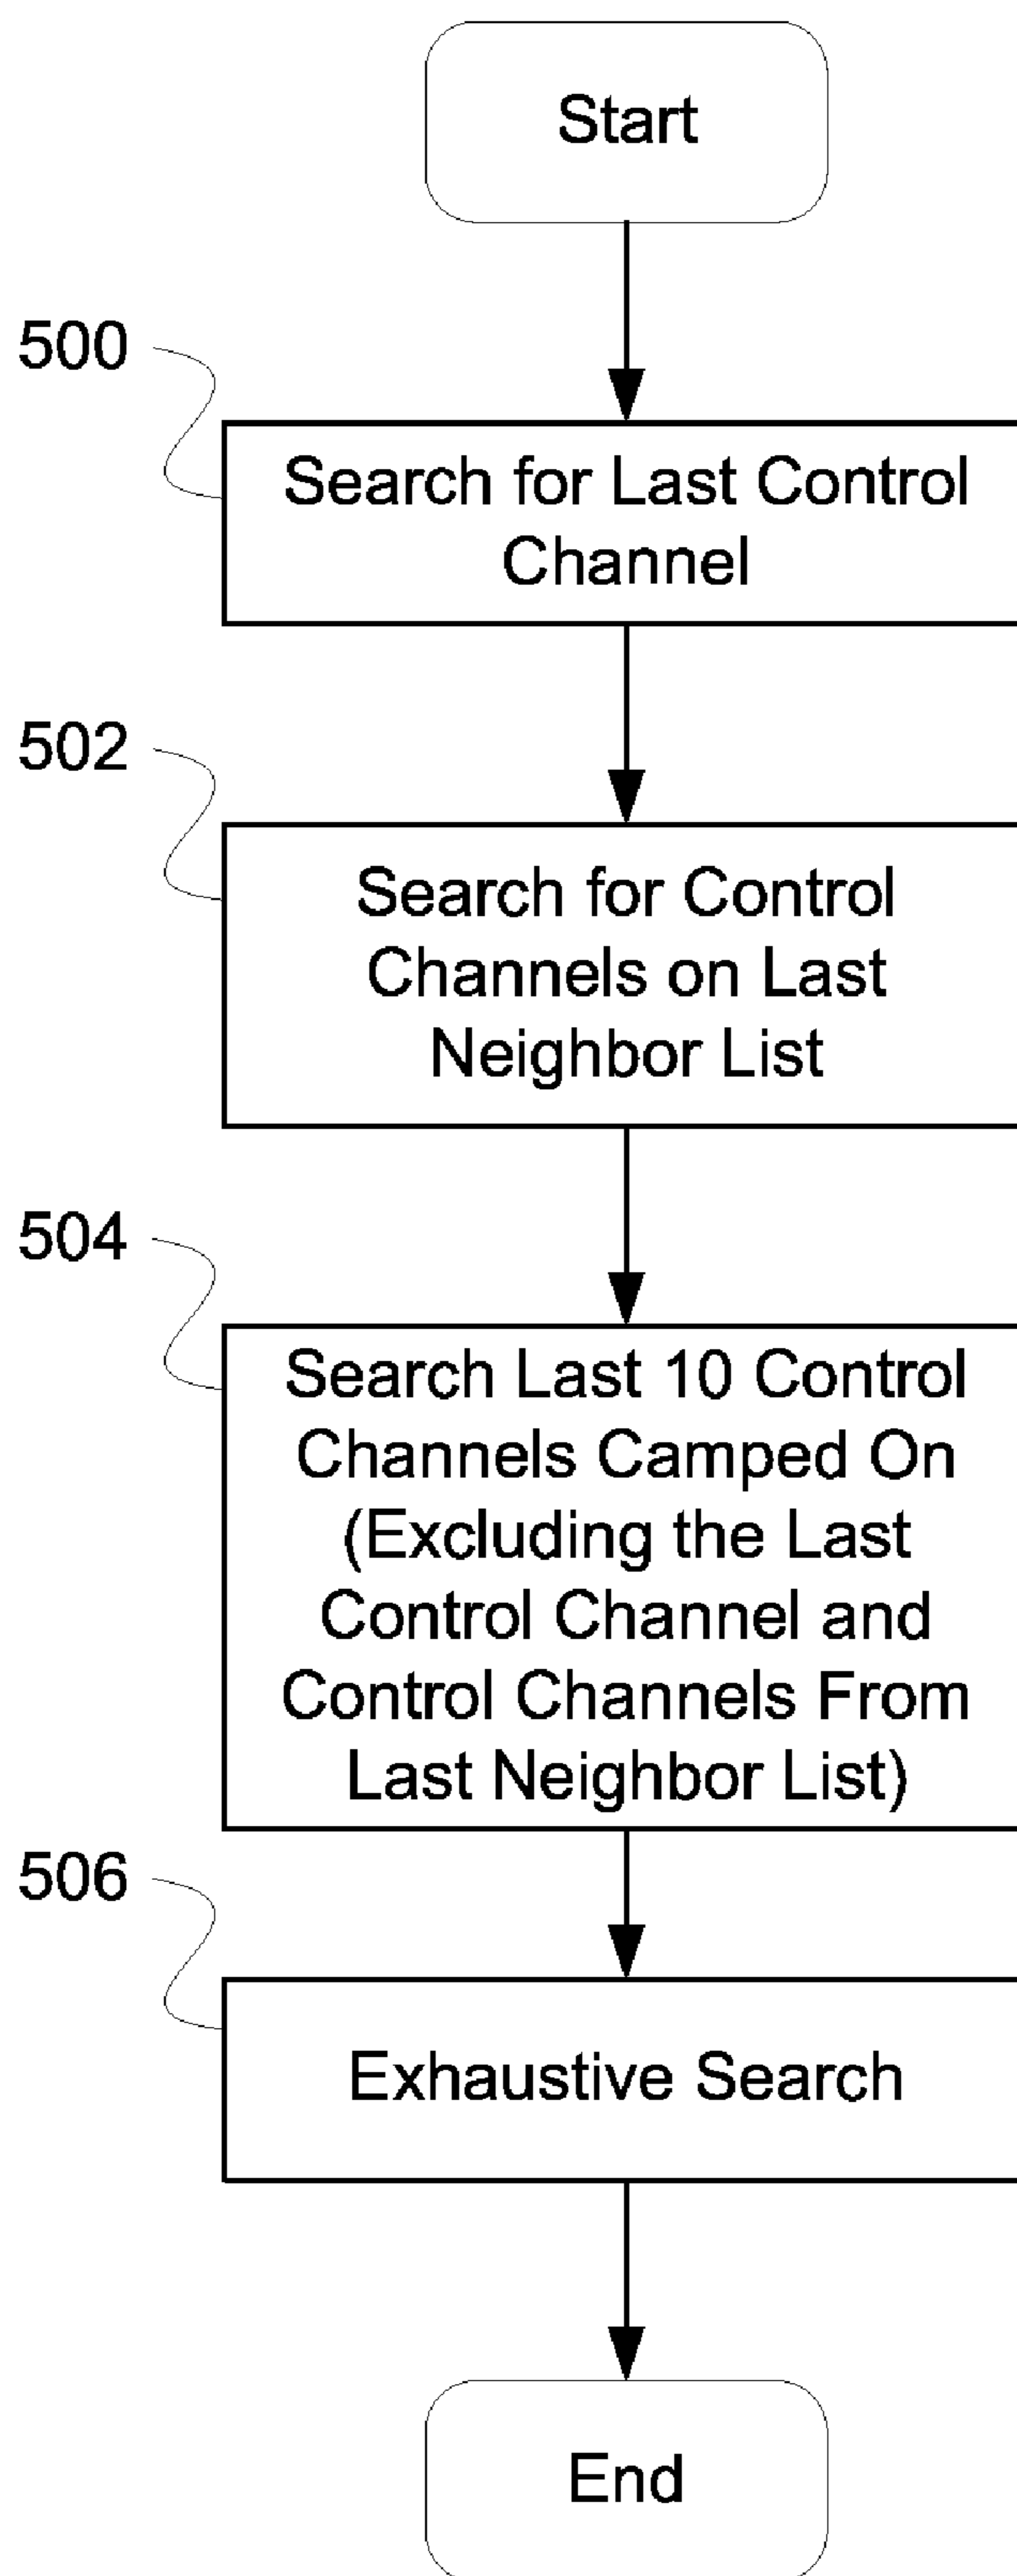 Start
500
Search for Last Control
Channel
502
Search for Control
Channels on Last
Neighbor List
504
Search Last 10 Control
Channels Camped On
(Excluding the Last
Control Channel and
Control Channels From
Last Neighbor List)
506
Exhaustive Search
End